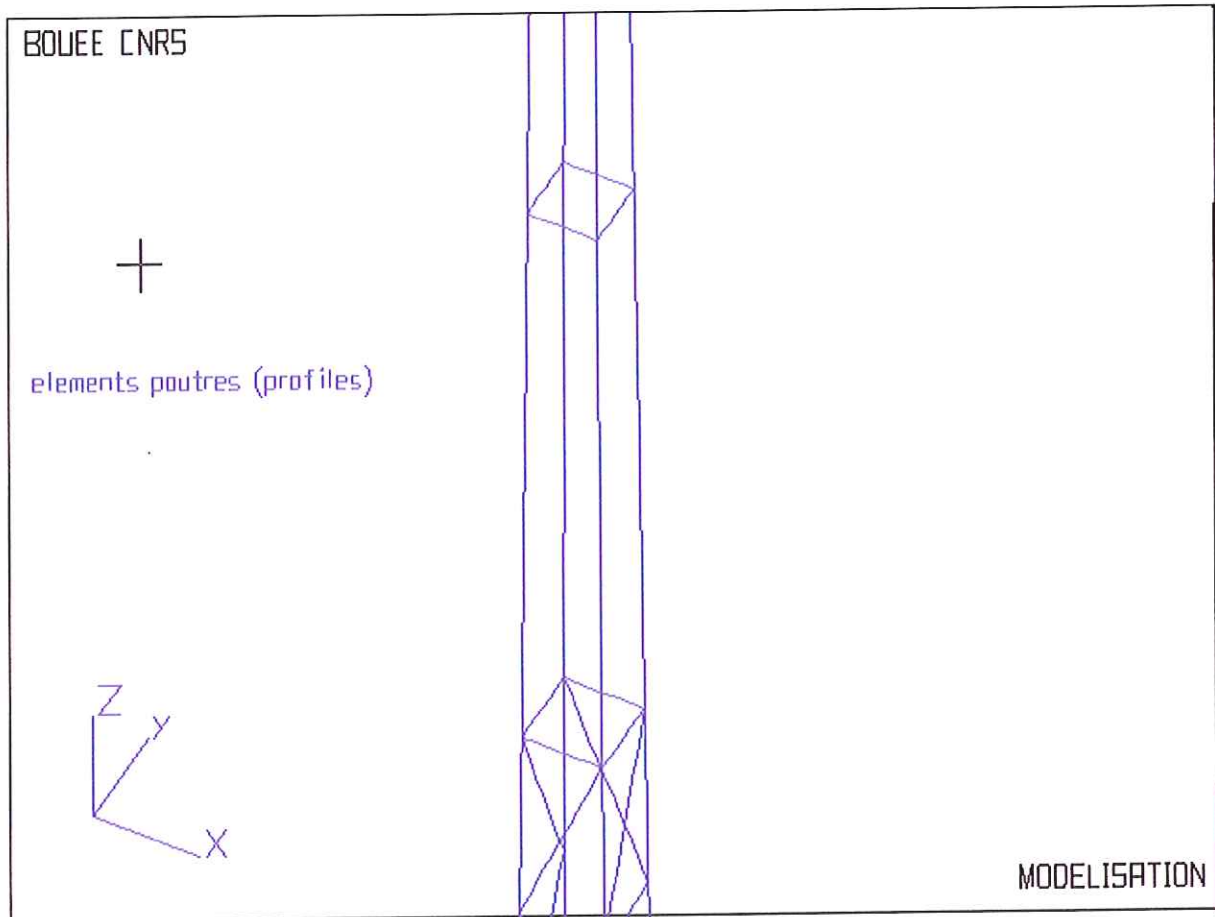 BOUEE CNRS
elements poutres (profiles)
Z
Y
X
MODELISATION